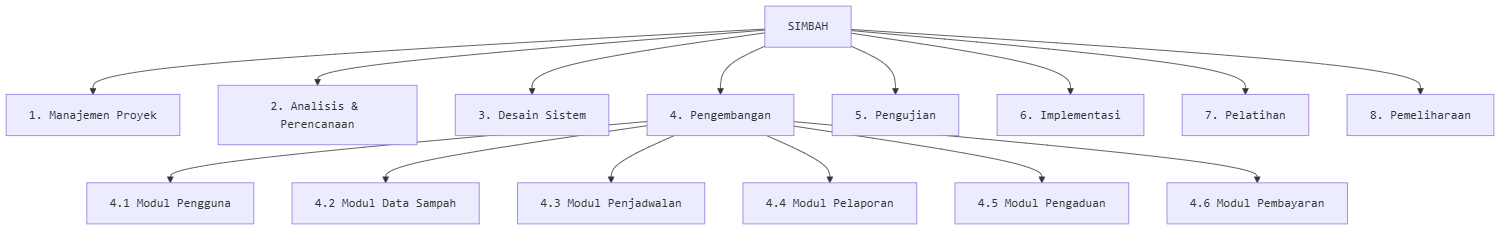 SIMBAH
1. Manajemen Proyek
2. Analisis &
Perencanaan
3. Desain Sistem
4. Pengembangan
5. Pengujian
6. Implementasi
7. Pelatihan
8. Pemeliharaan
4.1 Modul Pengguna
4.2 Modul Data Sampah
4.3 Modul Penjadwalan
4.4 Modul Pelaporan
4.5 Modul Pengaduan
4.6 Modul Pembayaran